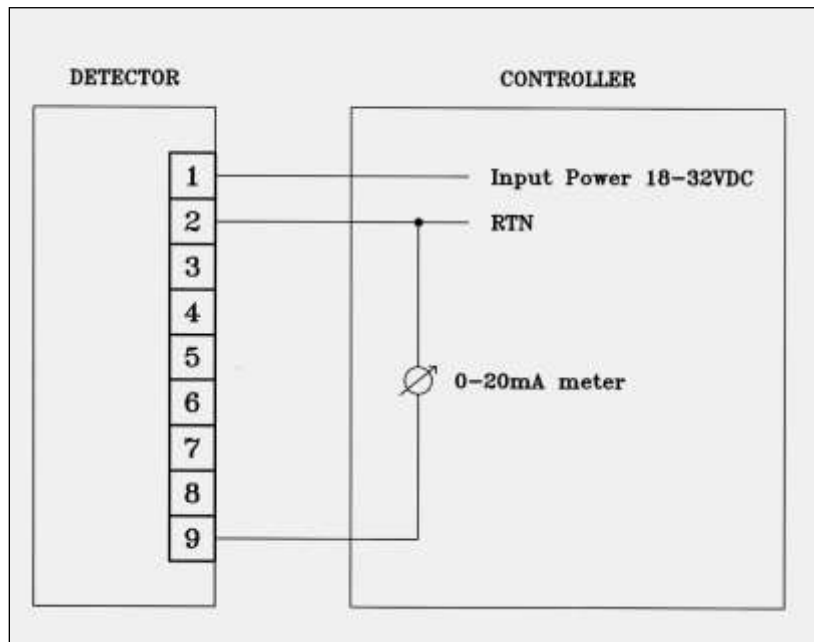 DETECTOR
CONTROLLER
1
Input Power 18-32VDC
2
RTN
3
4
5
0-20mA meter
6
7
8
9